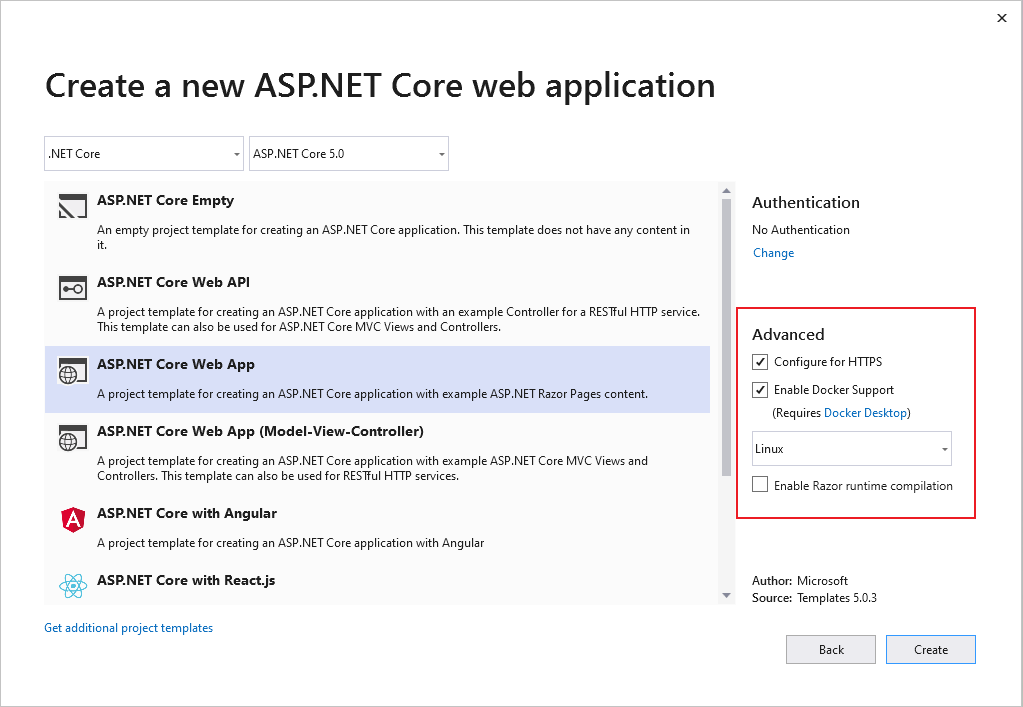 Create a new ASP.NET Core web application
.NET Core
ASP.NET Core 5.0
ASP.NET Core Empty
An empty project template for creating an ASP.NET Core application. This template does not have any content in
it.
ASP.NET Core Web API
A project template for creating an ASP.NET Core application with an example Controller for a RESTful HTTP service.
This template can also be used for ASP.NET Core MVC Views and Controllers.
ASP.NET Core Web App
A project template for creating an ASP.NET Core application with example ASP.NET Razor Pages content.
ASP.NET Core Web App (Model-View-Controller)
A project template for creating an ASP.NET Core application with example ASP.NET Core MVC Views and
Controllers. This template can also be used for RESTful HTTP services.
ASP.NET Core with Angular
A project template for creating an ASP.NET Core application with Angular
ASP.NET Core with React.js
Get additional project templates
Authentication
No Authentication
Change
Advanced
Configure for HTTPS
Enable Docker Support
(Requires Docker Desktop)
Linux
Enable Razor runtime compilation
Author: Microsoft
Source: Templates 5.0.3
Back
Create